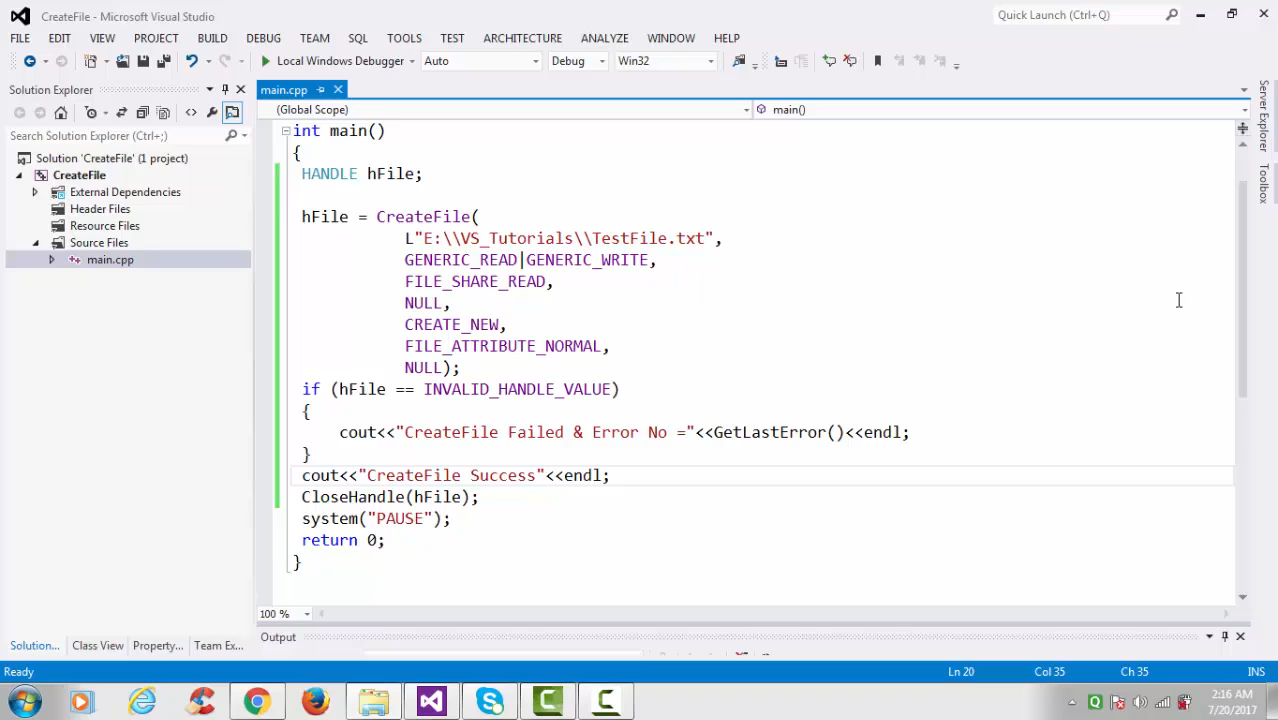 CreateFile - Microsoft Visual Studio
Quick Launch (Ctrl+Q)
FILE EDIT VIEW PROJECT BUILD DEBUG TEAM SQL TOOLS TEST ARCHITECTURE ANALYZE WINDOW HELP
Local Windows Debugger Auto Debug Win32
Solution Explorer
main.cpp
(Global Scope) main()
Search Solution Explorer (Ctrl+;)
Solution 'CreateFile' (1 project)
CreateFile
External Dependencies
Header Files
Resource Files
Source Files
main.cpp
int main()
{
HANDLE hFile;
hFile = CreateFile(
L"E:\\VS_Tutorials\\TestFile.txt",
GENERIC_READ|GENERIC_WRITE,
FILE_SHARE_READ,
NULL,
CREATE_NEW,
FILE_ATTRIBUTE_NORMAL,
NULL);
if (hFile == INVALID_HANDLE_VALUE)
{
cout<<"CreateFile Failed & Error No ="<<GetLastError()<<endl;
}
cout<<"CreateFile Success"<<endl;
CloseHandle(hFile);
system("PAUSE");
return 0;
}
Server Explorer
Toolbox
100 %
Output
Solution... Class View Property... Team Ex...
Ready
Ln 20 Col 35 Ch 35 INS
2:16 AM
7/20/2017